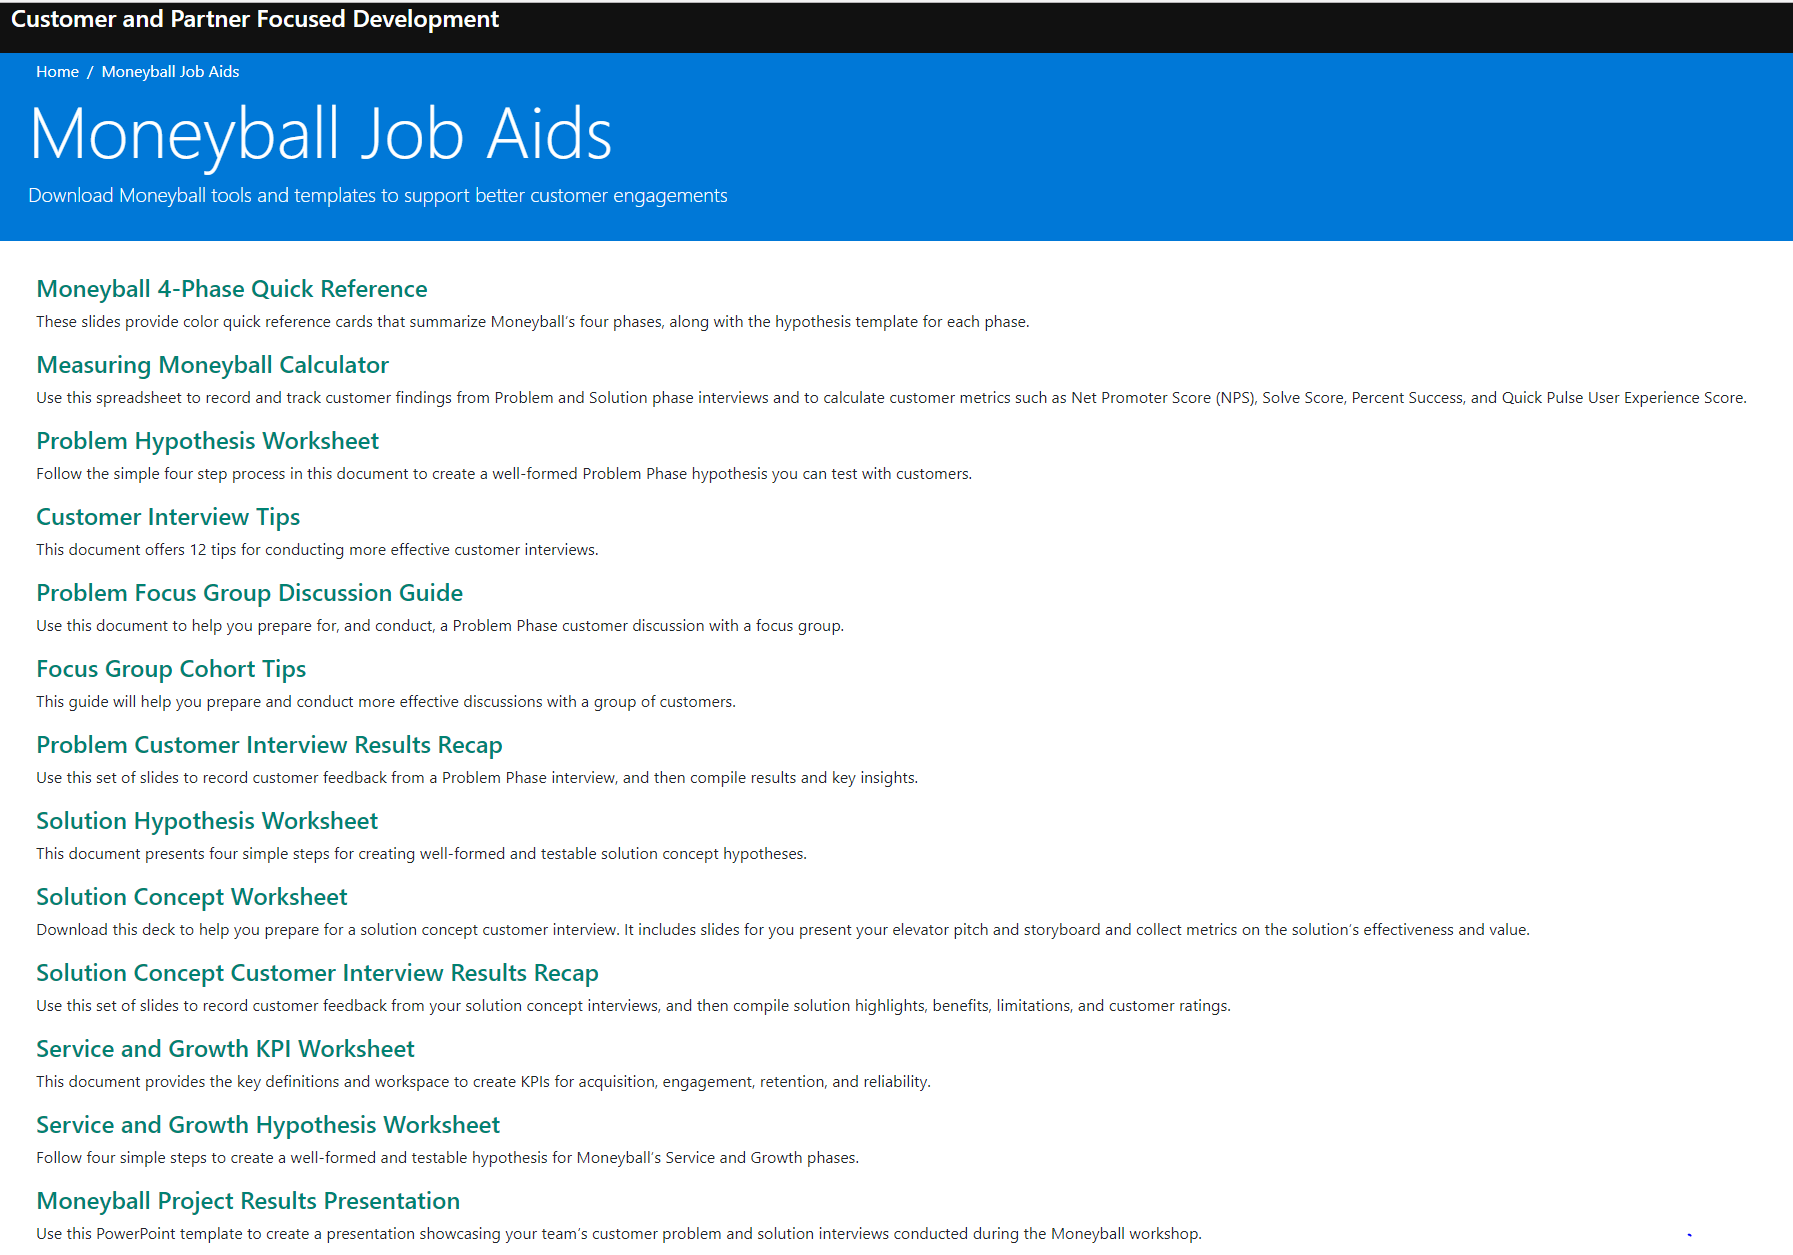 Customer and Partner Focused Development
Home / Moneyball Job Aids
Moneyball Job Aids
Download Moneyball tools and templates to support better customer engagements
Moneyball 4-Phase Quick Reference
These slides provide color quick reference cards that summarize Moneyball's four phases, along with the hypothesis template for each phase.
Measuring Moneyball Calculator
Use this spreadsheet to record and track customer findings from Problem and Solution phase interviews and to calculate customer metrics such as Net Promoter Score (NPS), Solve Score, Percent Success, and Quick Pulse User Experience Score.
Problem Hypothesis Worksheet
Follow the simple four step process in this document to create a well-formed Problem Phase hypothesis you can test with customers.
Customer Interview Tips
This document offers 12 tips for conducting more effective customer interviews.
Problem Focus Group Discussion Guide
Use this document to help you prepare for, and conduct, a Problem Phase customer discussion with a focus group.
Focus Group Cohort Tips
This guide will help you prepare and conduct more effective discussions with a group of customers.
Problem Customer Interview Results Recap
Use this set of slides to record customer feedback from a Problem Phase interview, and then compile results and key insights.
Solution Hypothesis Worksheet
This document presents four simple steps for creating well-formed and testable solution concept hypotheses.
Solution Concept Worksheet
Download this deck to help you prepare for a solution concept customer interview. It includes slides for you present your elevator pitch and storyboard and collect metrics on the solution's effectiveness and value.
Solution Concept Customer Interview Results Recap
Use this set of slides to record customer feedback from your solution concept interviews, and then compile solution highlights, benefits, limitations, and customer ratings.
Service and Growth KPI Worksheet
This document provides the key definitions and workspace to create KPIs for acquisition, engagement, retention, and reliability.
Service and Growth Hypothesis Worksheet
Follow four simple steps to create a well-formed and testable hypothesis for Moneyball's Service and Growth phases.
Moneyball Project Results Presentation
Use this PowerPoint template to create a presentation showcasing your team's customer problem and solution interviews conducted during the Moneyball workshop.